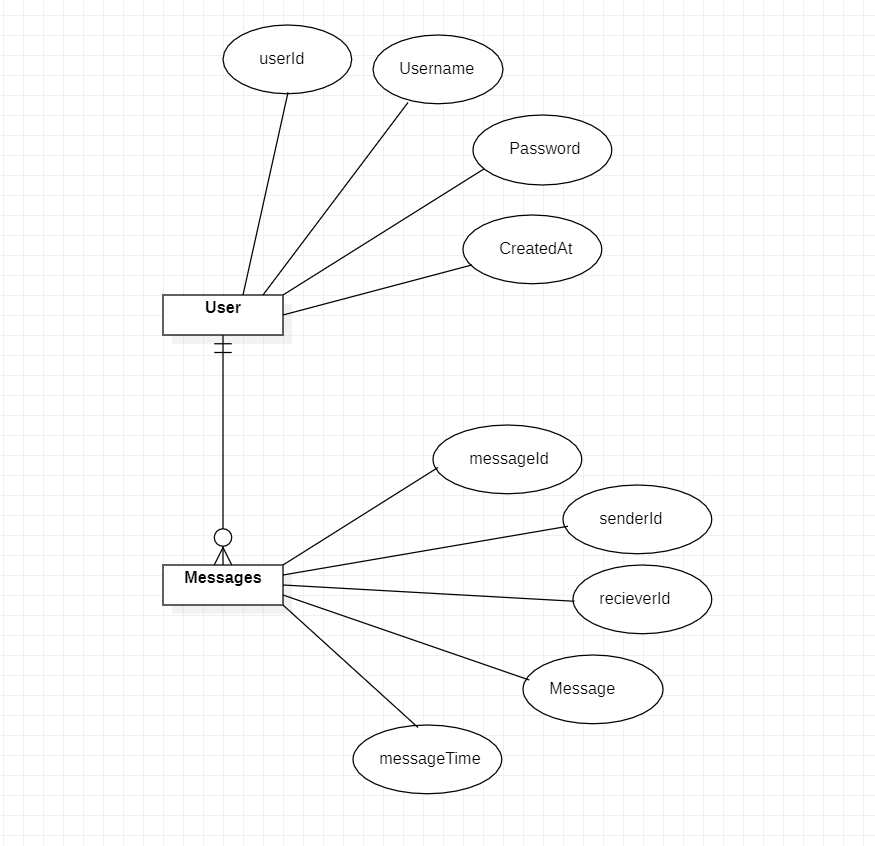 userId
Username
Password
CreatedAt
User
messageId
senderId
recieverId
Messages
Message
messageTime